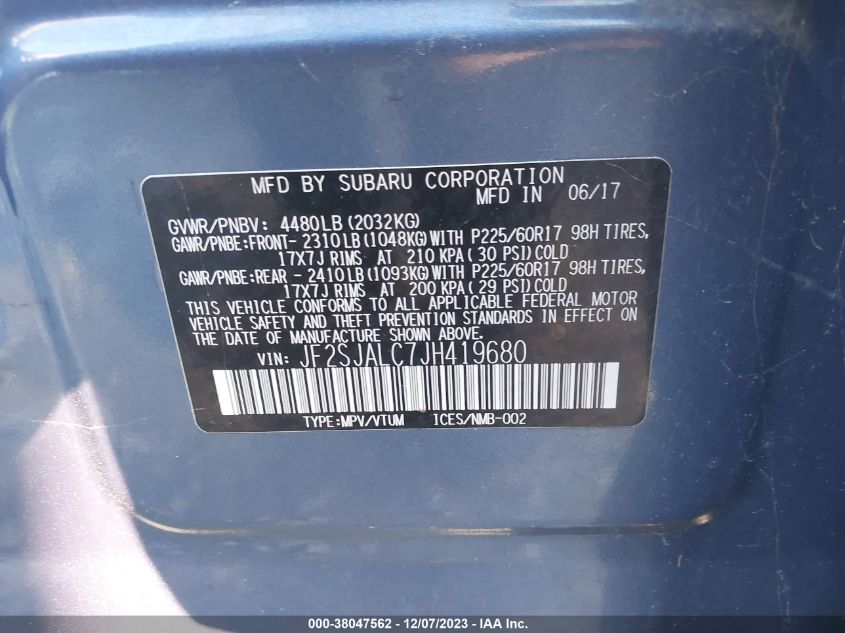 MFD BY SUBARU CORPORATION
MFD IN 06/17
GVWR/PNBV: 4480LB(2032KG)
GAWR/PNBE:FRONT- 2310LB(1048KG)WITH P225/60R17 98H TIRES,
17X7J RIMS AT 210 KPA(30 PSI)COLD
GAWR/PNBE:REAR - 2410LB(1093KG)WITH P225/60R17 98H TIRES,
17X7J RIMS AT 200 KPA(29 PSI)COLD
THIS VEHICLE CONFORMS TO ALL APPLICABLE FEDERAL MOTOR
VEHICLE SAFETY AND THEFT PREVENTION STANDARDS IN EFFECT ON
THE DATE OF MANUFACTURE SHOWN ABOVE.
VIN: JF2SJALC7JH419680
TYPE:MPV/VTUM ICES/NMB-002
000-38047562 - 12/07/2023 - IAA Inc.